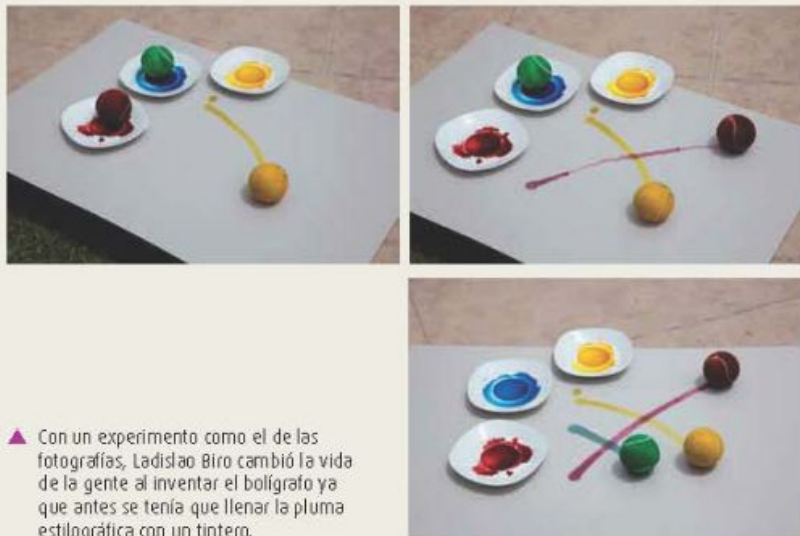 Con un experimento como el de las
fotografías, Ladislao Biro cambió la vida
de la gente al inventar el bolígrafo ya
que antes se tenía que llenar la pluma
estilográfica con un tintero.